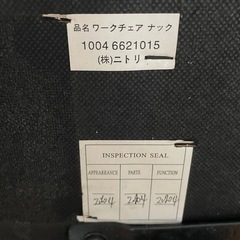 品名 ワークチェア ナック
1004 6621015
(株)ニトリ
INSPECTION SEAL
APPEARANCE PARTS FUNCTION